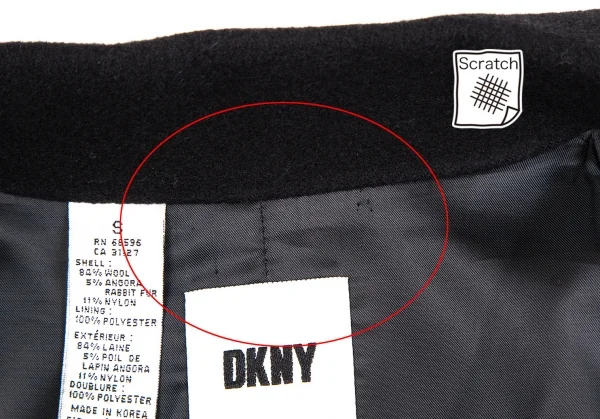 Scratch
S
RN 68596
CA 31127
SHELL:
84% WOOL
5% ANGORA
RABBIT FUR
11% NYLON
LINING:
100% POLYESTER
EXTÉRIEUR:
84% LAINE
5% POIL DE
LAPIN ANGORA
11% NYLON
DOUBLURE:
100% POLYESTER
MADE IN KOREA
DKNY